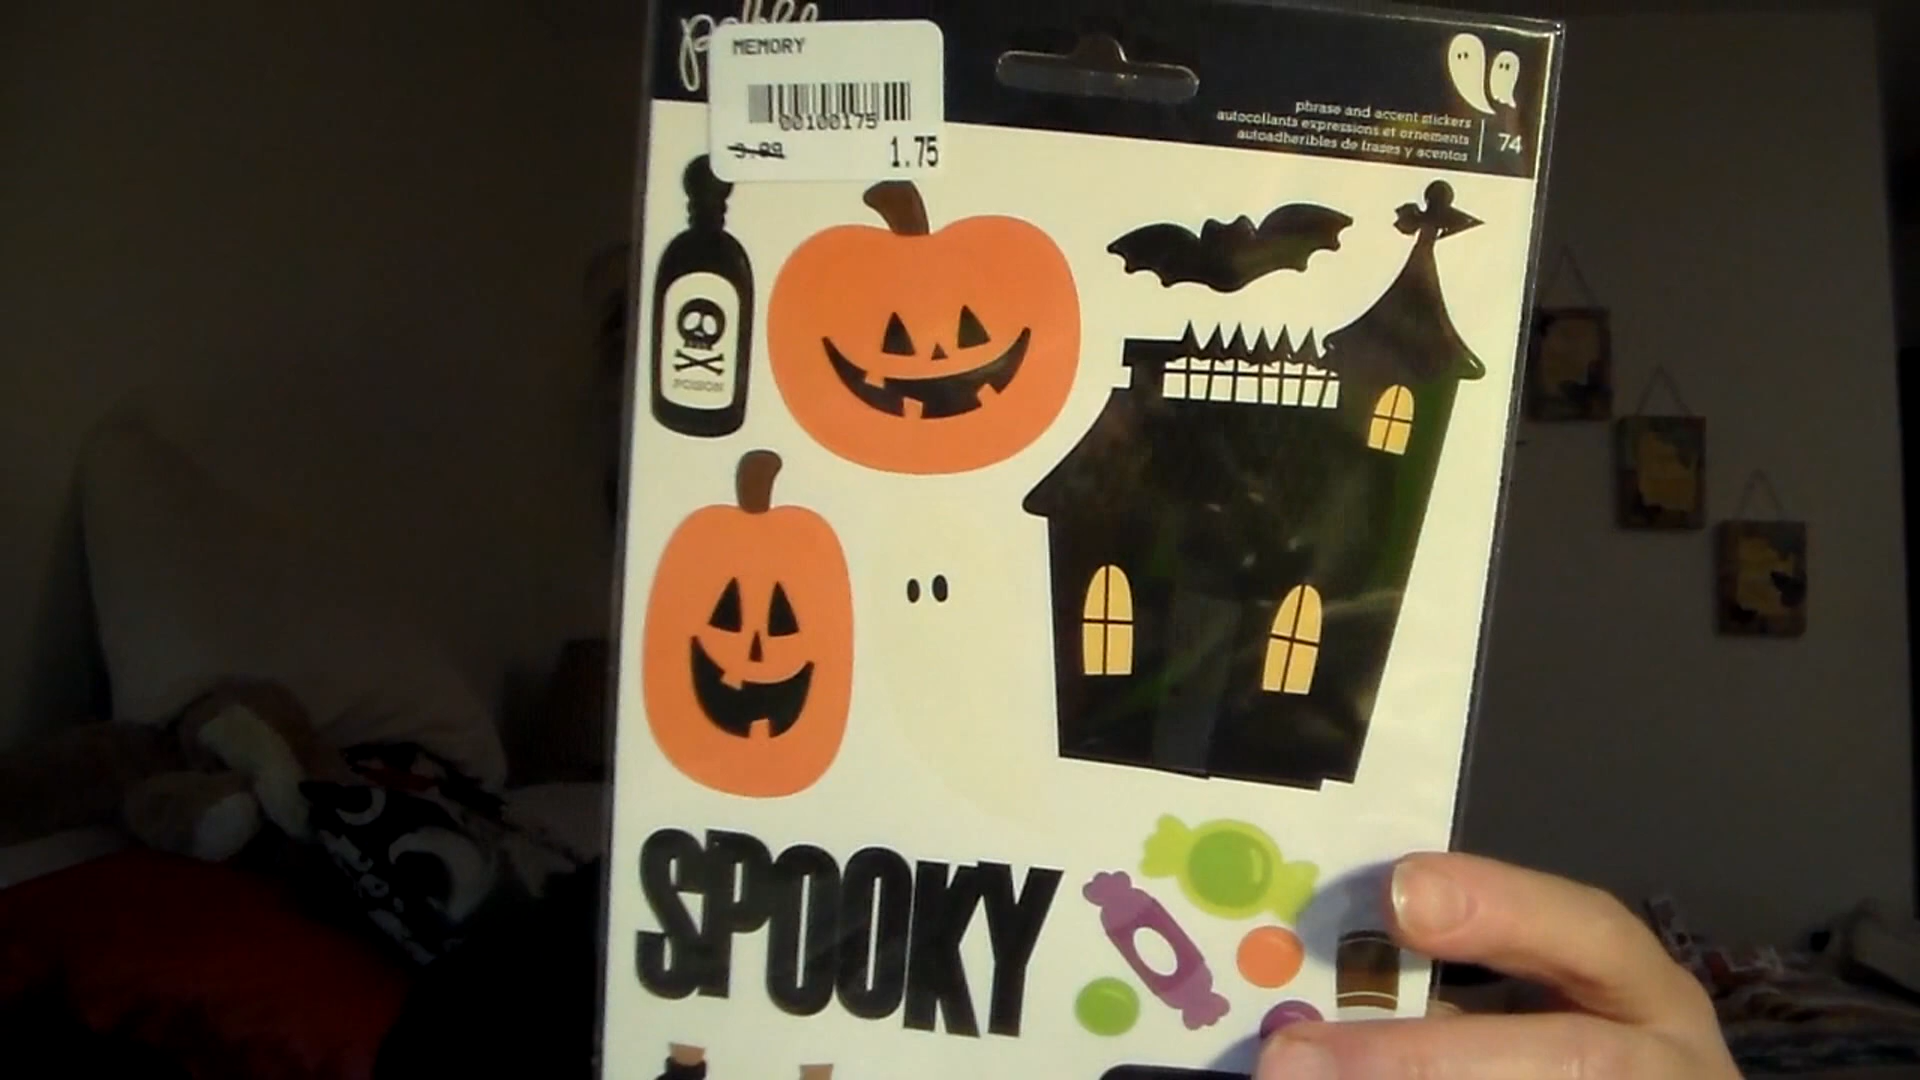 MEMORY
00100175
1.75
phrase and accent stickers
autocollants expressions et ornements
autoadheribles de frases y acentos
74
POISON
SPOOKY